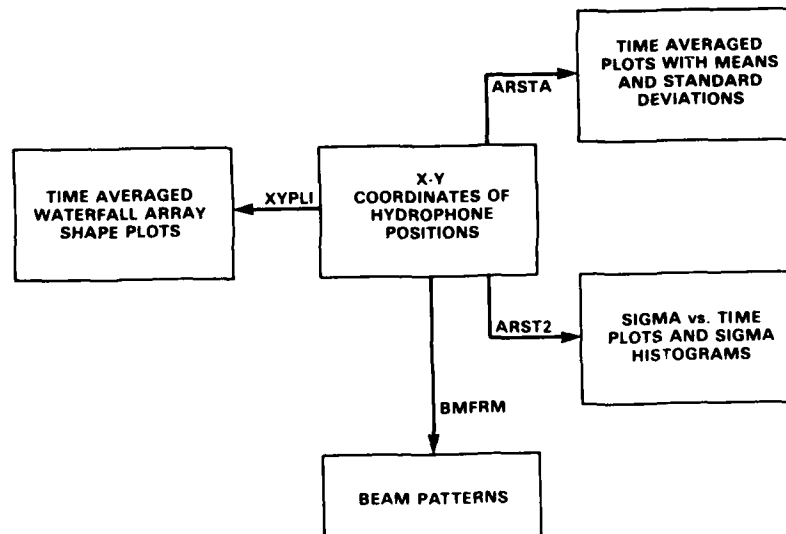 TIME AVERAGED
PLOTS WITH MEANS
AND STANDARD
DEVIATIONS
ARSTA
X-Y
COORDINATES OF
HYDROPHONE
POSITIONS
XYPLI
TIME AVERAGED
WATERFALL ARRAY
SHAPE PLOTS
ARST2
SIGMA vs. TIME
PLOTS AND SIGMA
HISTOGRAMS
BMFRM
BEAM PATTERNS